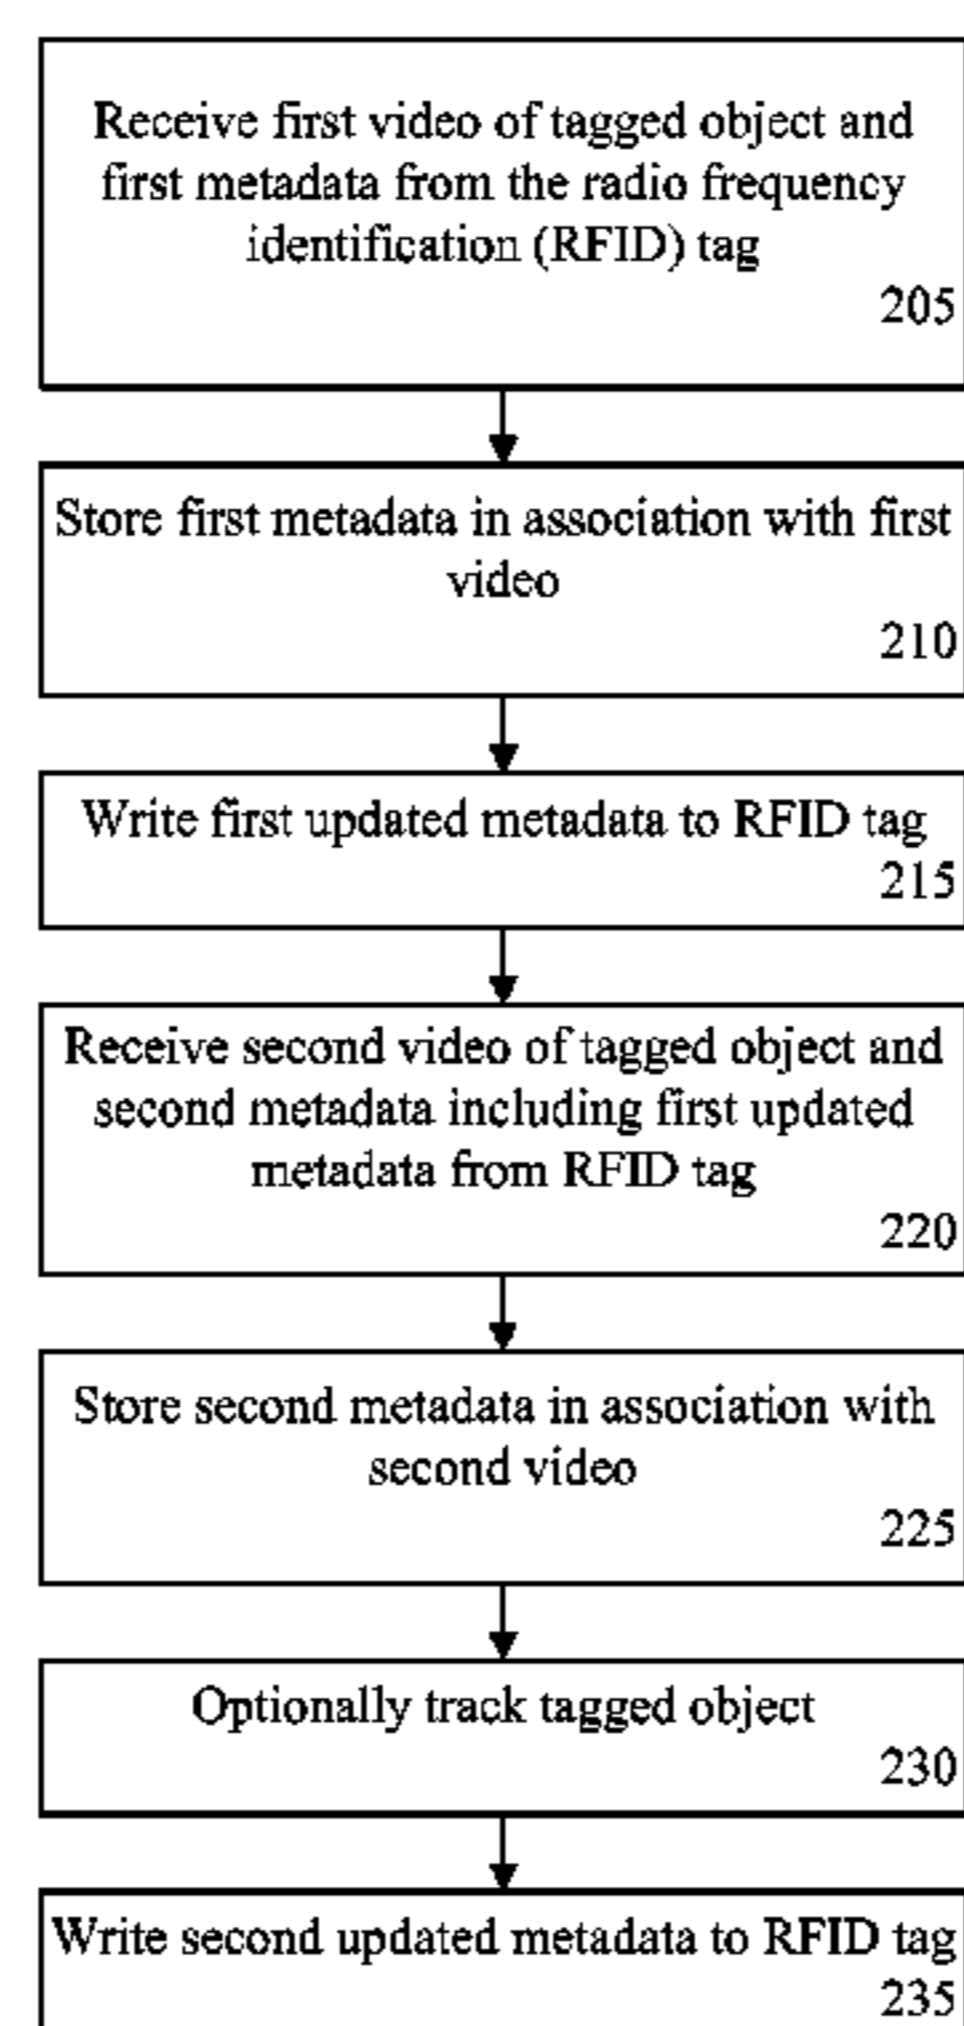 Receive first video of tagged object and
first metadata from the radio frequency
identification (RFID) tag
205
Store first metadata in association with first
video
210
Write first updated metadata to RFID tag
215
Receive second video of tagged object and
second metadata including first updated
metadata from RFID tag
220
Store second metadata in association with
second video
225
Optionally track tagged object
230
Write second updated metadata to RFID tag
235